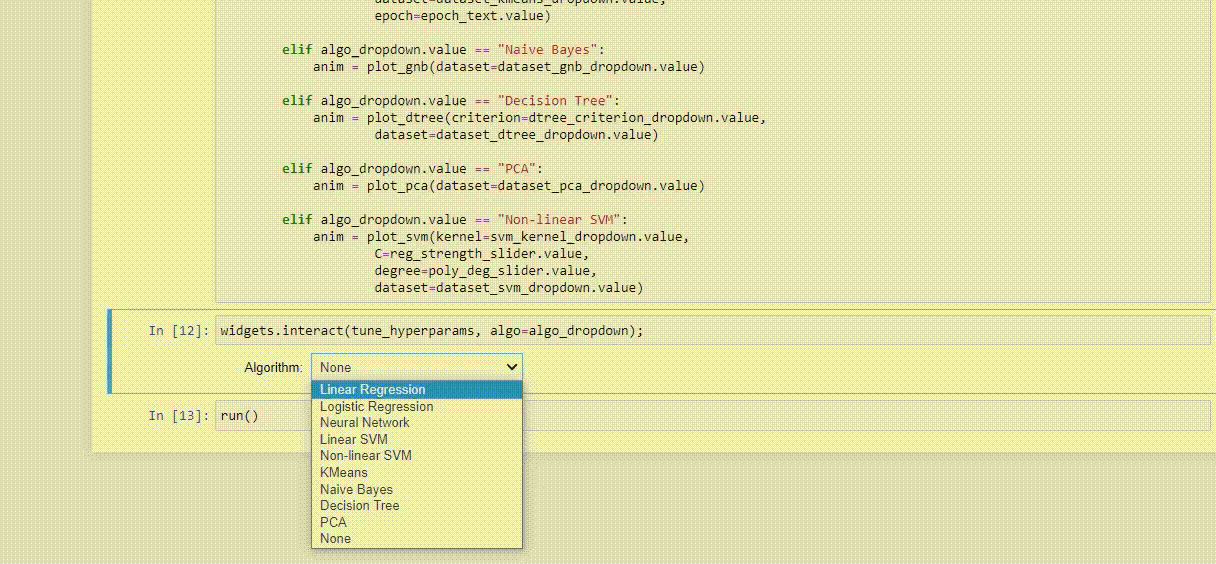 dataset=dataset_kmeans_dropdown.value,
epoch=epoch_text.value)
elif algo_dropdown.value == "Naive Bayes":
anim = plot_gnb(dataset=dataset_gnb_dropdown.value)
elif algo_dropdown.value == "Decision Tree":
anim = plot_dtree(criterion=dtree_criterion_dropdown.value,
dataset=dataset_dtree_dropdown.value)
elif algo_dropdown.value == "PCA":
anim = plot_pca(dataset=dataset_pca_dropdown.value)
elif algo_dropdown.value == "Non-linear SVM":
anim = plot_svm(kernel=svm_kernel_dropdown.value,
C=reg_strength_slider.value,
degree=poly_deg_slider.value,
dataset=dataset_svm_dropdown.value)
In [12]: widgets.interact(tune_hyperparams, algo=algo_dropdown);
Algorithm: None
Linear Regression
In [13]: run()
Logistic Regression
Neural Network
Linear SVM
Non-linear SVM
KMeans
Naive Bayes
Decision Tree
PCA
None